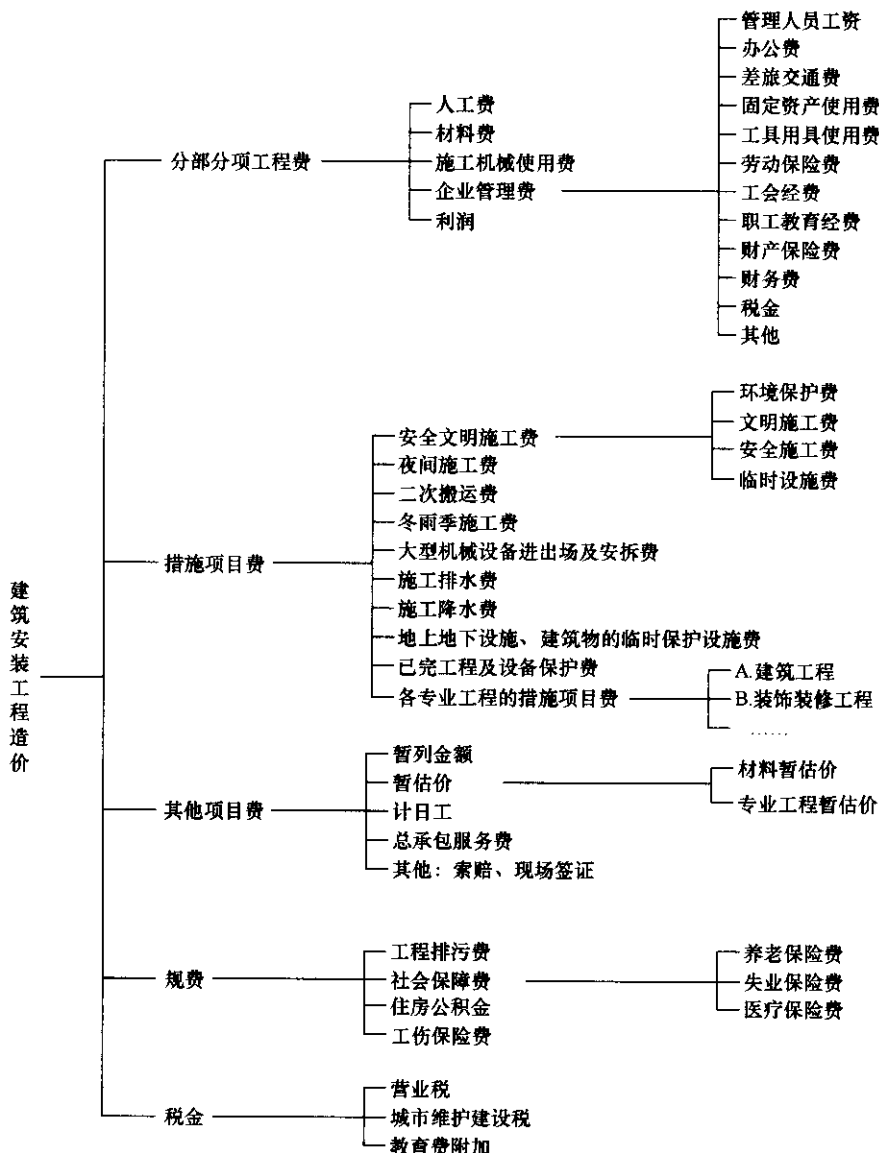 建筑安装工程造价
分部分项工程费
人工费
材料费
施工机械使用费
企业管理费
利润
管理人员工资
办公费
差旅交通费
固定资产使用费
工具用具使用费
劳动保险费
工会经费
职工教育经费
财产保险费
财务费
税金
其他
措施项目费
安全文明施工费
夜间施工费
二次搬运费
冬雨季施工费
大型机械设备进出场及安拆费
施工排水费
施工降水费
地上地下设施、建筑物的临时保护设施费
已完工程及设备保护费
各专业工程的措施项目费
环境保护费
文明施工费
安全施工费
临时设施费
A.建筑工程
B.装饰装修工程
……
其他项目费
暂列金额
暂估价
计日工
总承包服务费
其他：索赔、现场签证
材料暂估价
专业工程暂估价
规费
工程排污费
社会保障费
住房公积金
工伤保险费
养老保险费
失业保险费
医疗保险费
税金
营业税
城市维护建设税
教育费附加